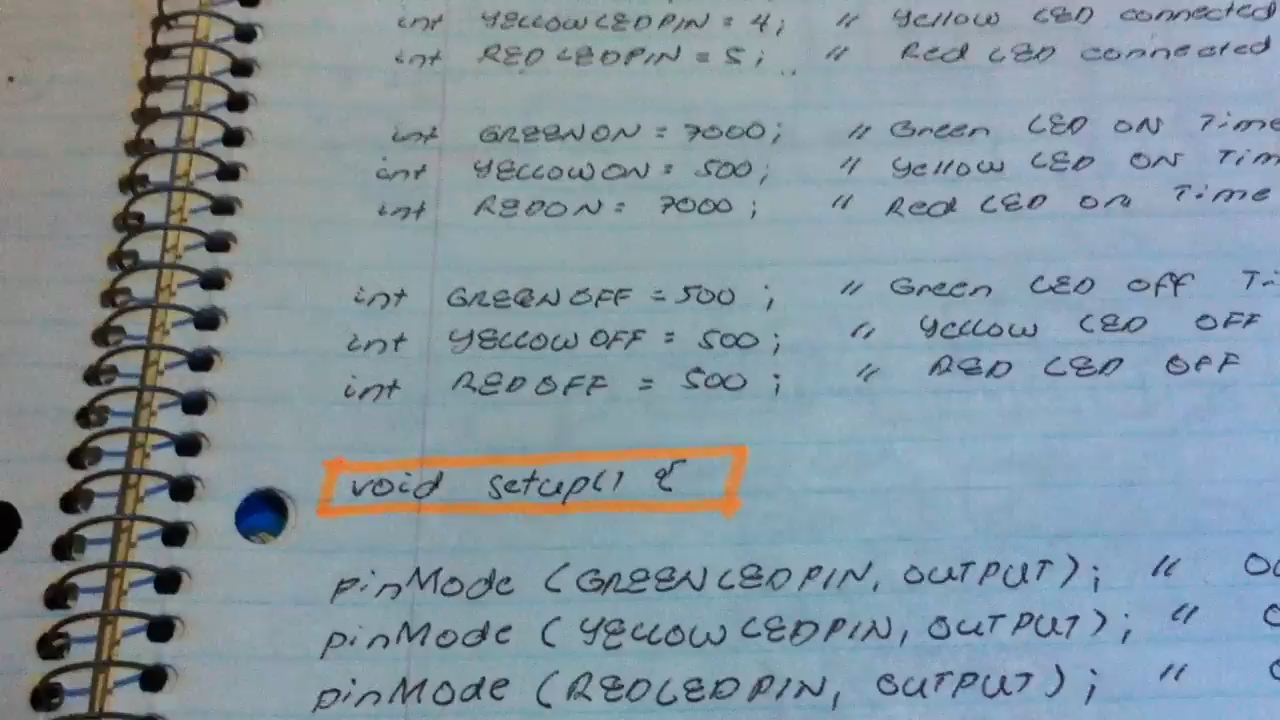 int YELLOWLEDPIN = 4; // Yellow LED connected
int REDLEDPIN = 5; // Red LED connected
int GREENON = 7000; // Green LED ON Time
int YELLOWON = 500; // Yellow LED ON Tim
int REDON = 7000; // Red LED on Time
int GREENOFF = 500; // Green LED off Ti
int YELLOWOFF = 500; // Yellow LED OFF
int REDOFF = 500; // RED LED OFF
void setup() {
pinMode (GREENLEDPIN, OUTPUT); // OU
pinMode (YELLOWLEDPIN, OUTPUT); // O
pinMode (REDLEDPIN, OUTPUT); // O